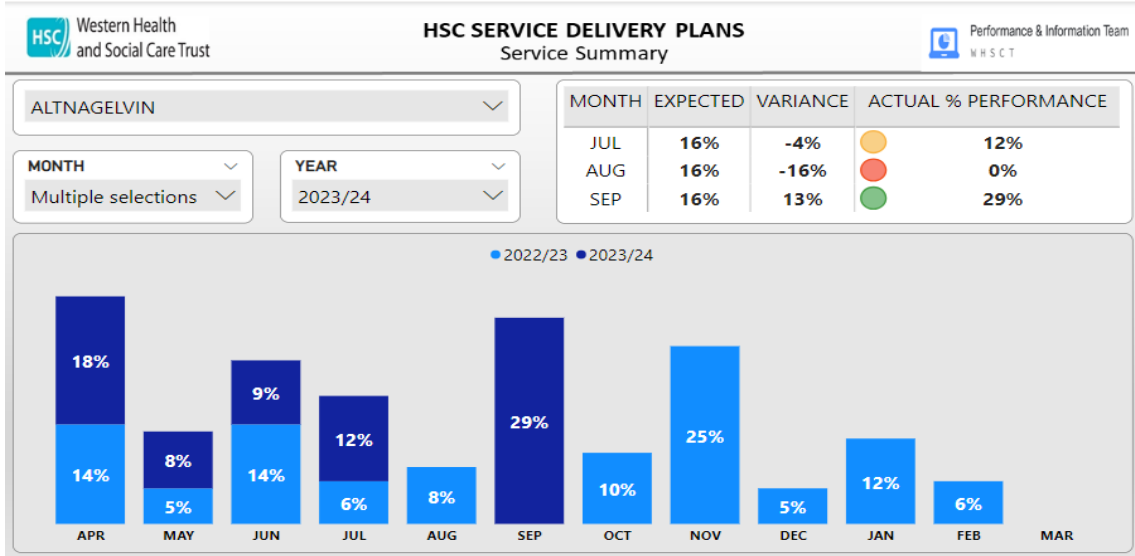 HSC
Western Health
and Social Care Trust
HSC SERVICE DELIVERY PLANS
Service Summary
Performance & Information Team
WHSCT
ALTNAGELVIN
MONTH
Multiple selections
YEAR
2023/24
MONTH EXPECTED VARIANCE ACTUAL % PERFORMANCE
JUL 16% -4% 12%
AUG 16% -16% 0%
SEP 16% 13% 29%
2022/23 2023/24
18%
14%
8%
5%
9%
14%
12%
6%
8%
29%
10%
25%
5%
12%
6%
APR MAY JUN JUL AUG SEP OCT NOV DEC JAN FEB MAR